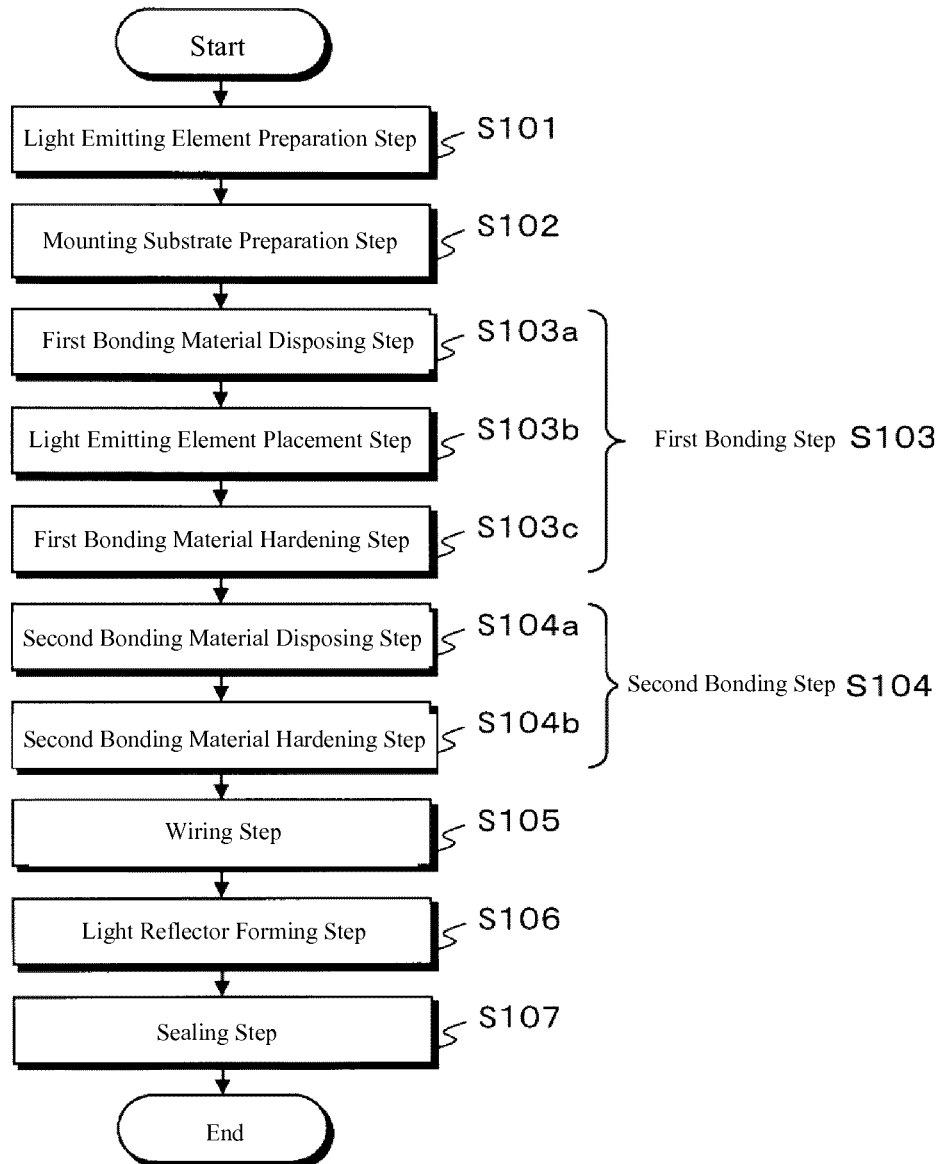 Start
Light Emitting Element Preparation Step S101
Mounting Substrate Preparation Step S102
First Bonding Material Disposing Step S103a
Light Emitting Element Placement Step S103b
First Bonding Step S103
First Bonding Material Hardening Step S103c
Second Bonding Material Disposing Step S104a
Second Bonding Step S104
Second Bonding Material Hardening Step S104b
Wiring Step S105
Light Reflector Forming Step S106
Sealing Step S107
End